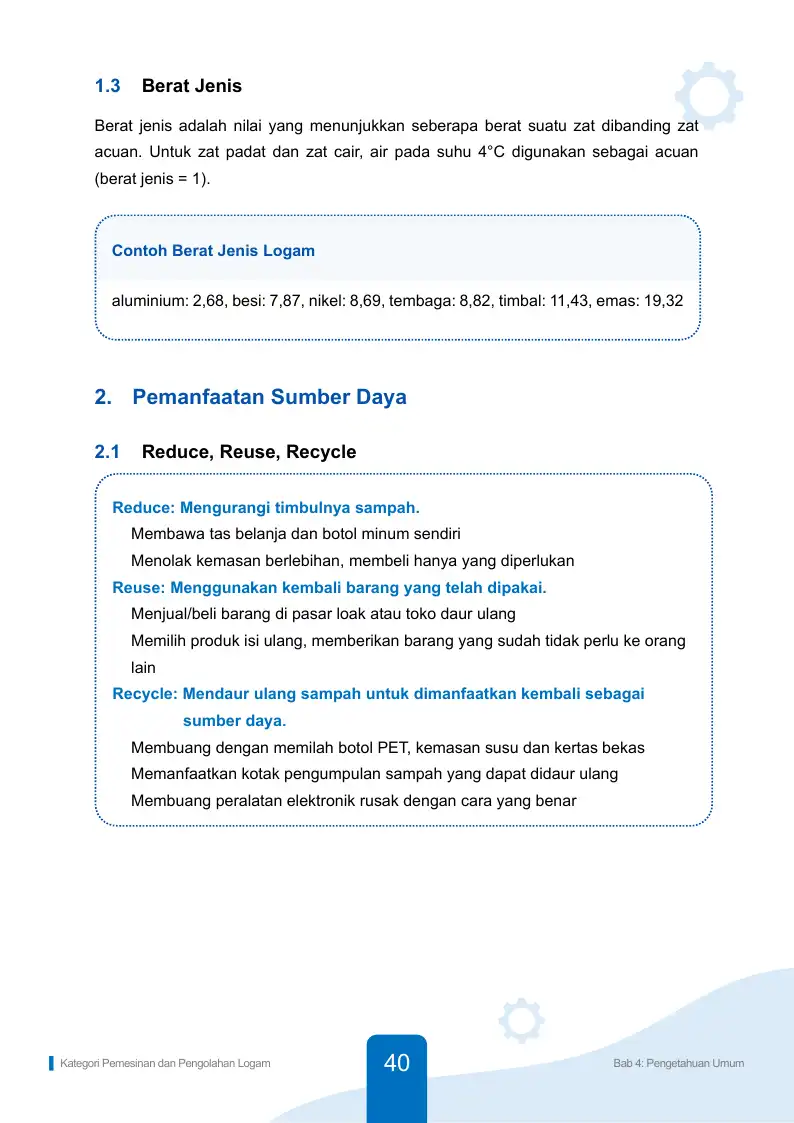 1.3 Berat Jenis
Berat jenis adalah nilai yang menunjukkan seberapa berat suatu zat dibanding zat
acuan. Untuk zat padat dan zat cair, air pada suhu 4°C digunakan sebagai acuan
(berat jenis = 1).
Contoh Berat Jenis Logam
aluminium: 2,68, besi: 7,87, nikel: 8,69, tembaga: 8,82, timbal: 11,43, emas: 19,32
2. Pemanfaatan Sumber Daya
2.1 Reduce, Reuse, Recycle
Reduce: Mengurangi timbulnya sampah.
Membawa tas belanja dan botol minum sendiri
Menolak kemasan berlebihan, membeli hanya yang diperlukan
Reuse: Menggunakan kembali barang yang telah dipakai.
Menjual/beli barang di pasar loak atau toko daur ulang
Memilih produk isi ulang, memberikan barang yang sudah tidak perlu ke orang
lain
Recycle: Mendaur ulang sampah untuk dimanfaatkan kembali sebagai
sumber daya.
Membuang dengan memilah botol PET, kemasan susu dan kertas bekas
Memanfaatkan kotak pengumpulan sampah yang dapat didaur ulang
Membuang peralatan elektronik rusak dengan cara yang benar
Kategori Pemesinan dan Pengolahan Logam
40
Bab 4: Pengetahuan Umum